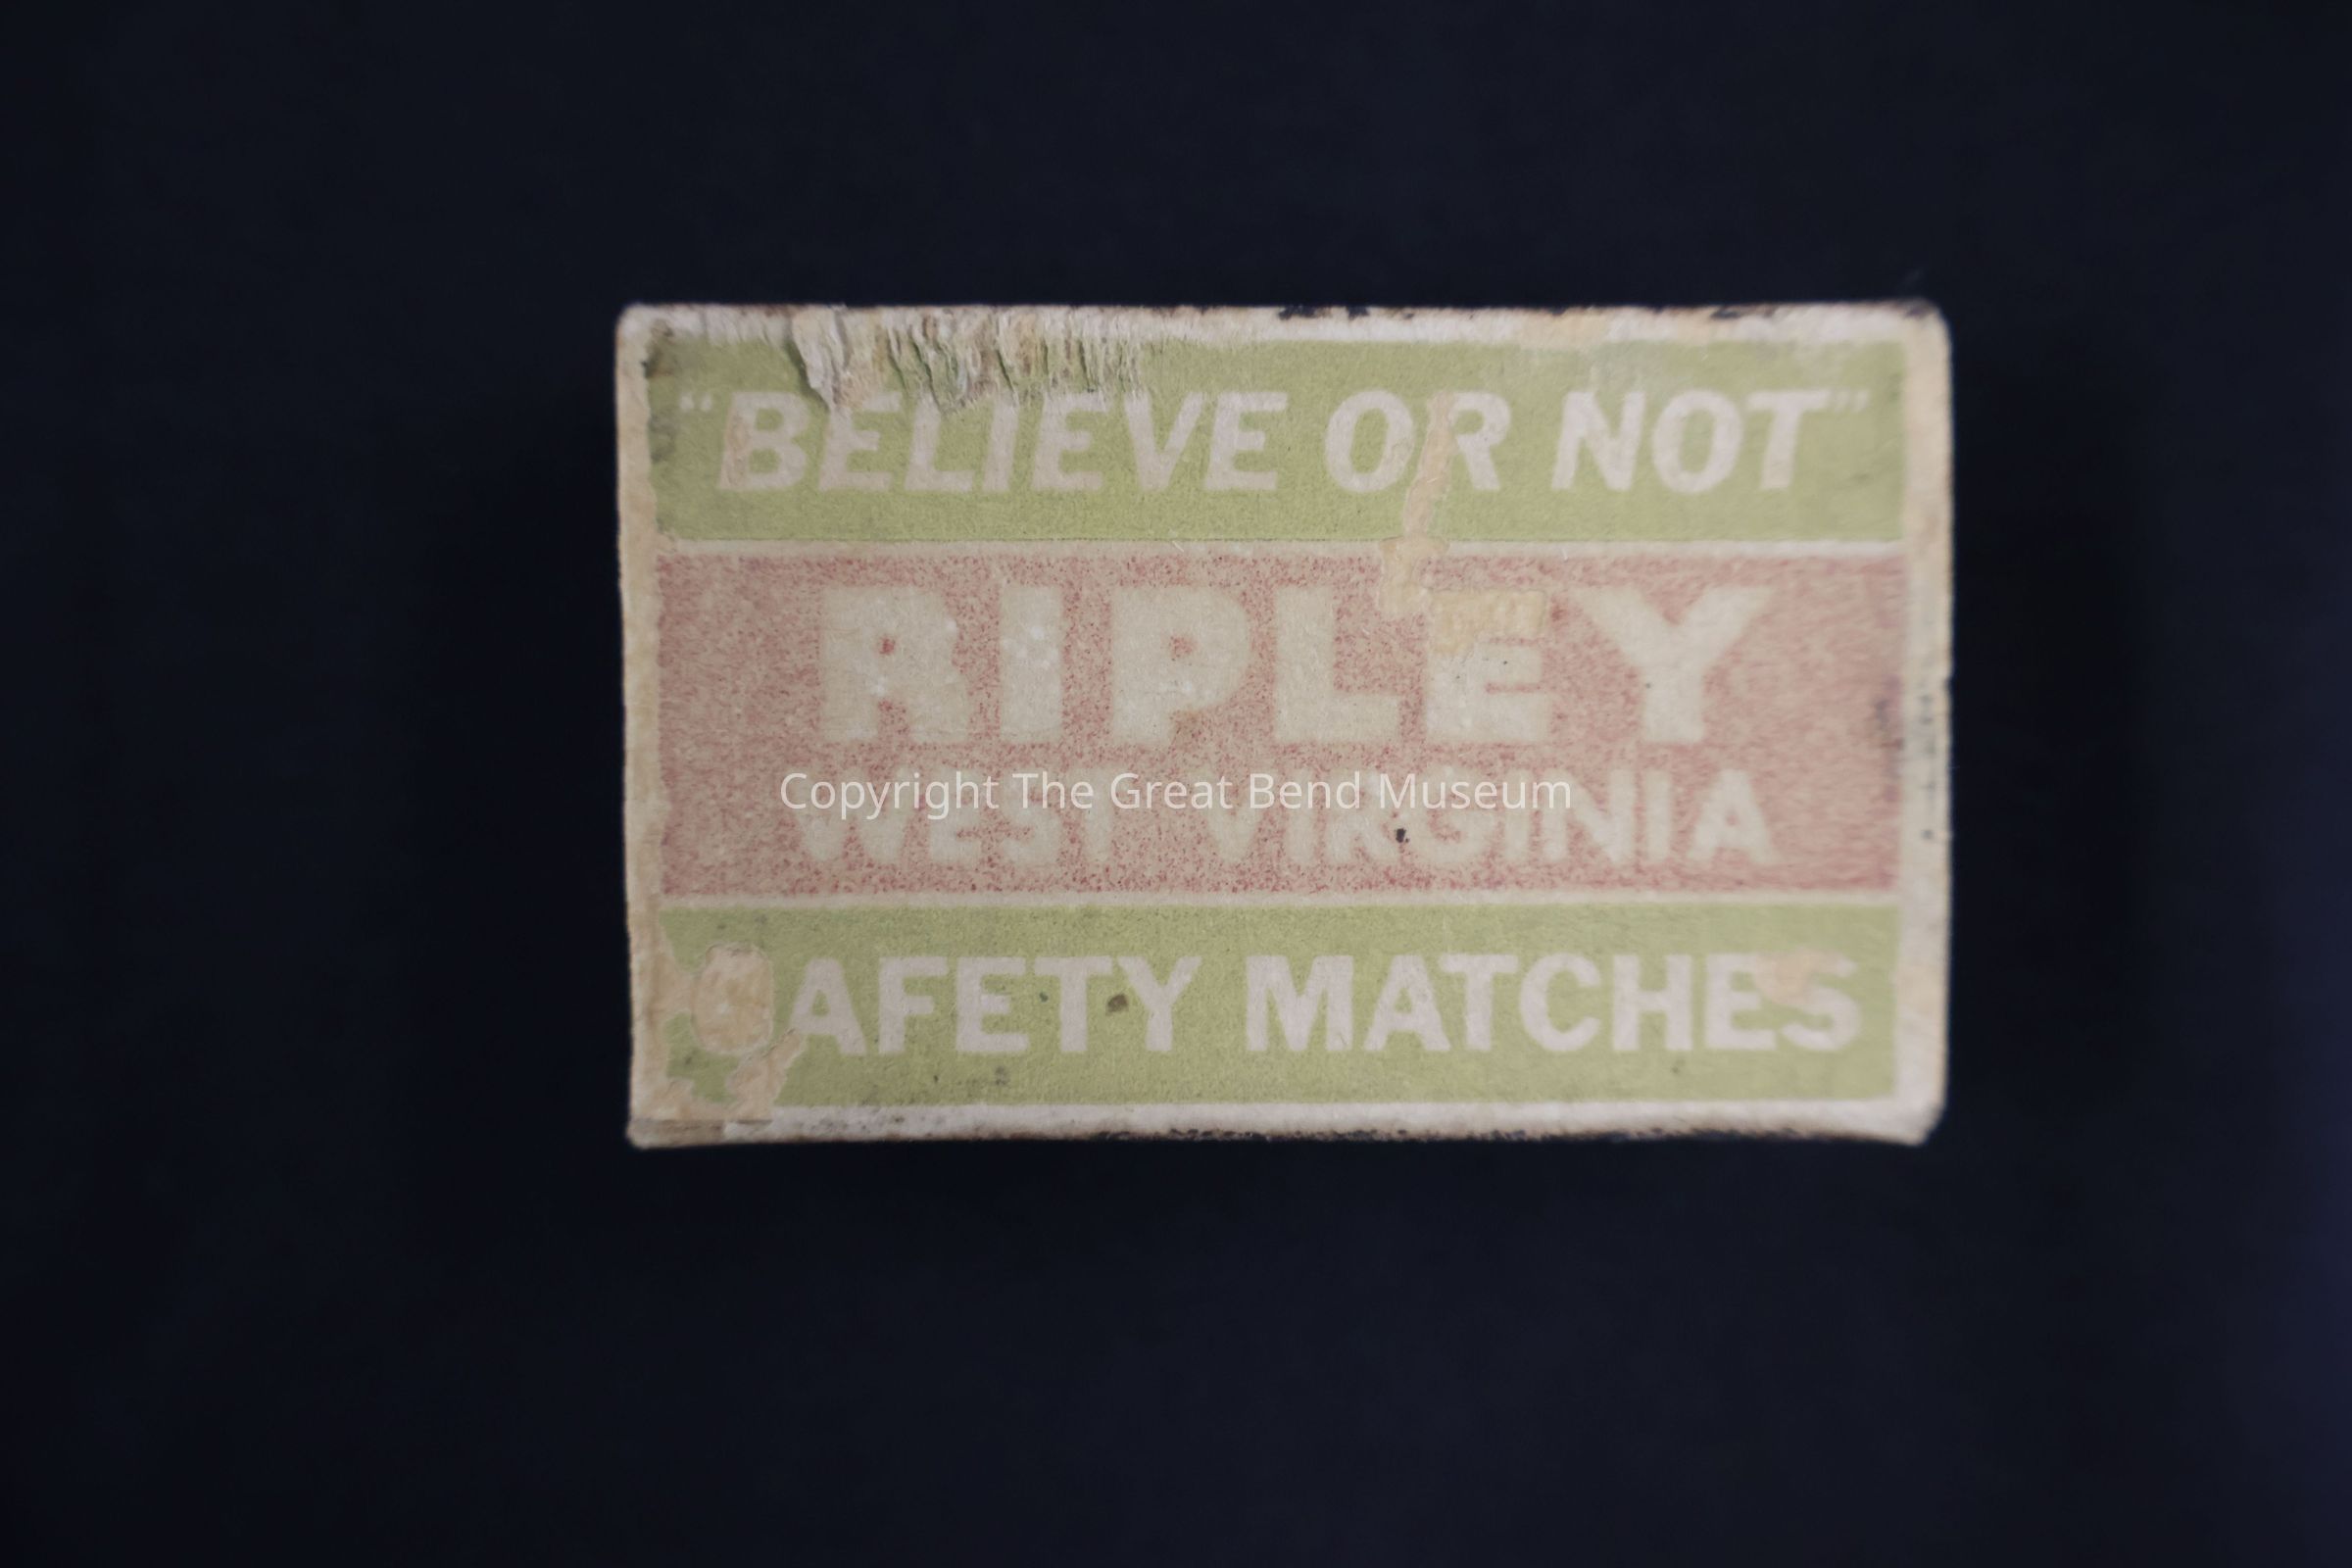 "BELIEVE OR NOT"
RIPLEY
Copyright The Great Bend Museum
WEST VIRGINIA
SAFETY MATCHES